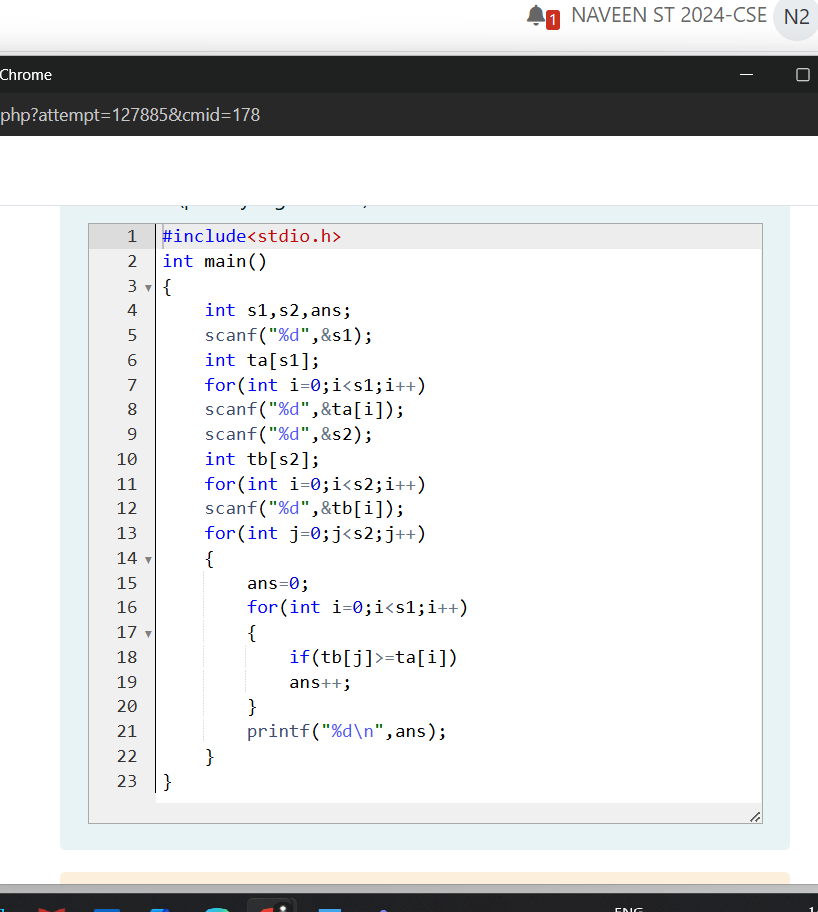 1 NAVEEN ST 2024-CSE N2
Chrome
php?attempt=127885&cmid=178
1 #include<stdio.h>
2 int main()
3 {
4 int s1,s2,ans;
5 scanf("%d",&s1);
6 int ta[s1];
7 for(int i=0;i<s1;i++)
8 scanf("%d",&ta[i]);
9 scanf("%d",&s2);
10 int tb[s2];
11 for(int i=0;i<s2;i++)
12 scanf("%d",&tb[i]);
13 for(int j=0;j<s2;j++)
14 {
15 ans=0;
16 for(int i=0;i<s1;i++)
17 {
18 if(tb[j]>=ta[i])
19 ans++;
20 }
21 printf("%d\n",ans);
22 }
23 }
ENG